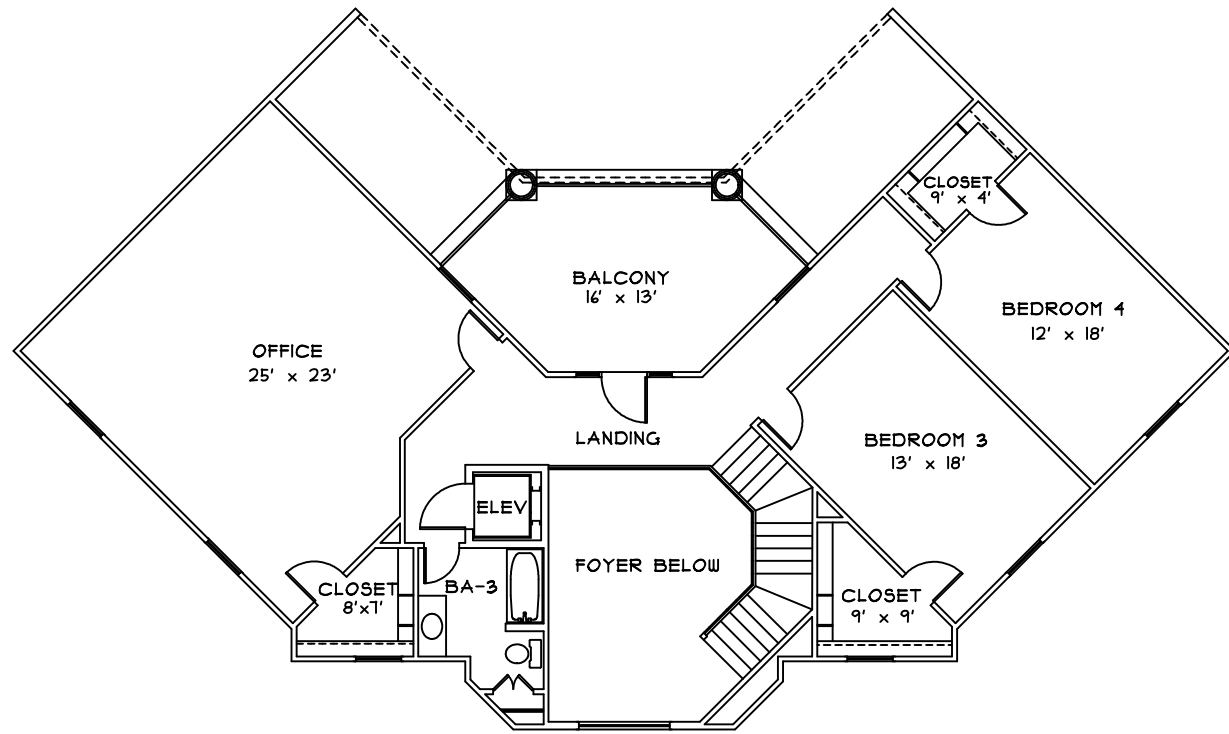 CLOSET
9' x 4'
BALCONY
16' x 13'
BEDROOM 4
12' x 18'
OFFICE
25' x 23'
LANDING
BEDROOM 3
13' x 18'
ELEV
FOYER BELOW
CLOSET
8'x7'
BA-3
CLOSET
9' x 9'